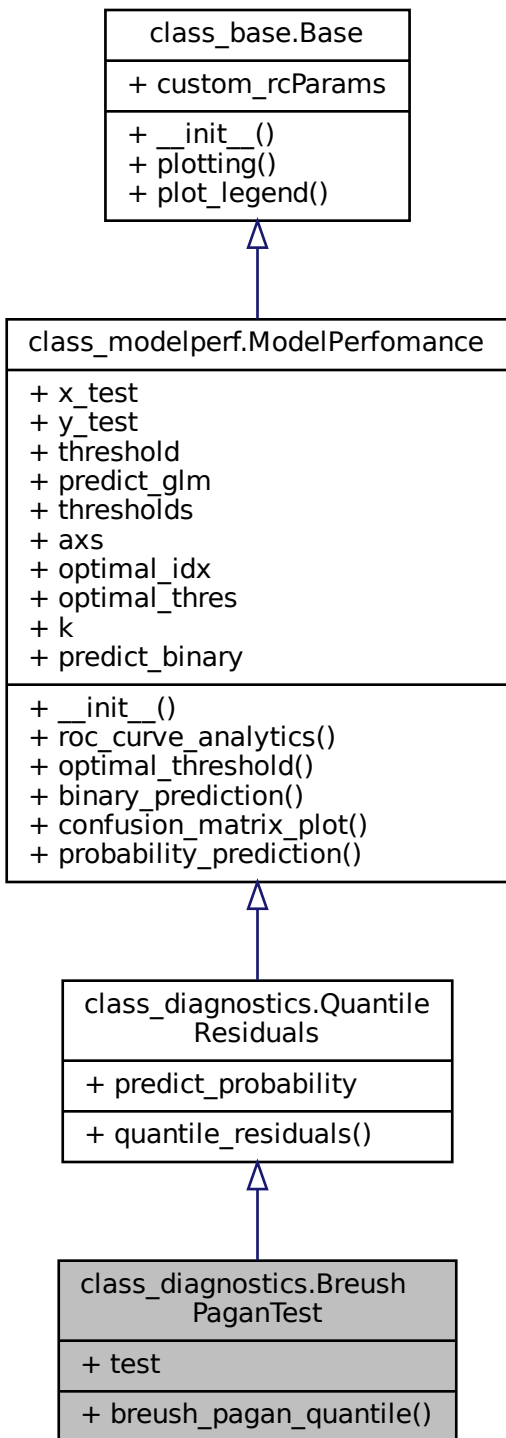 class_base.Base
+ custom_rcParams
+ __init__()
+ plotting()
+ plot_legend()
class_modelperf.ModelPerfomance
+ x_test
+ y_test
+ threshold
+ predict_glm
+ thresholds
+ axs
+ optimal_idx
+ optimal_thres
+ k
+ predict_binary
+ __init__()
+ roc_curve_analytics()
+ optimal_threshold()
+ binary_prediction()
+ confusion_matrix_plot()
+ probability_prediction()
class_diagnostics.Quantile
Residuals
+ predict_probability
+ quantile_residuals()
class_diagnostics.Breush
PaganTest
+ test
+ breush_pagan_quantile()